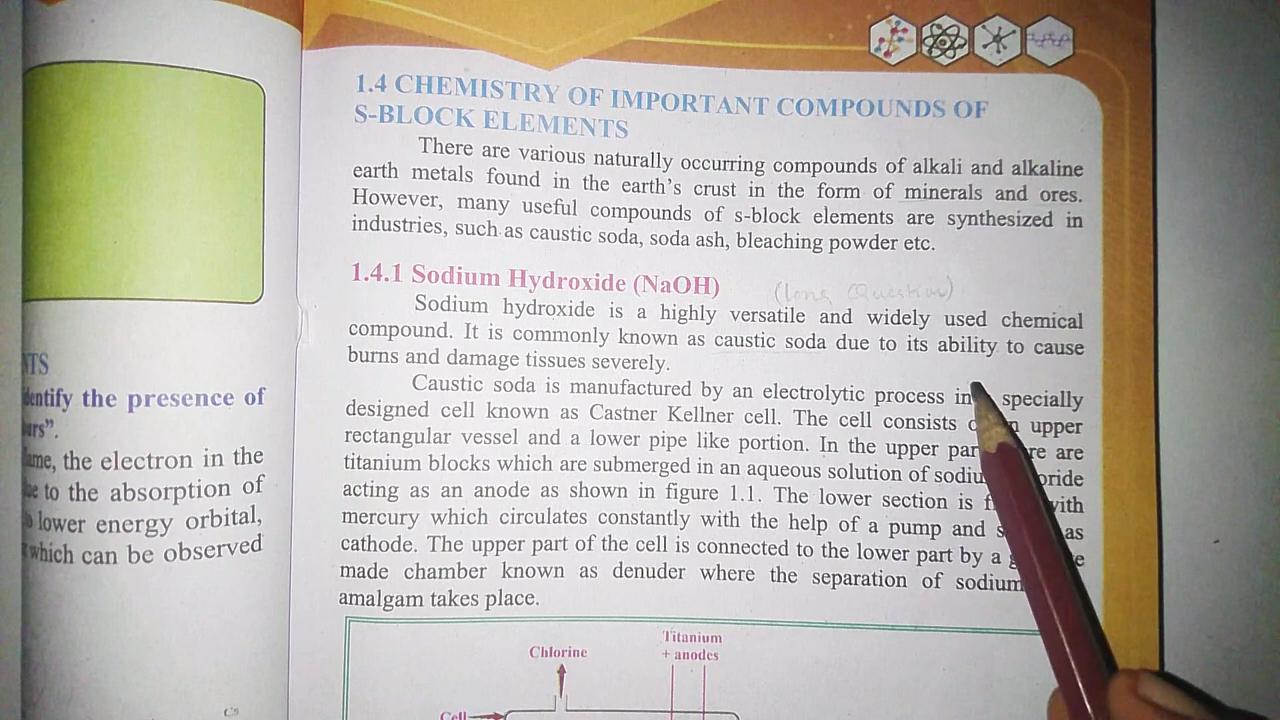 NTS
identify the presence of
urs”.
ame, the electron in the
ue to the absorption of
lower energy orbital,
which can be observed
Cs
1.4 CHEMISTRY OF IMPORTANT COMPOUNDS OF
S-BLOCK ELEMENTS
There are various naturally occurring compounds of alkali and alkaline
earth metals found in the earth’s crust in the form of minerals and ores.
However, many useful compounds of s-block elements are synthesized in
industries, such as caustic soda, soda ash, bleaching powder etc.
1.4.1 Sodium Hydroxide (NaOH) (Long Question)
Sodium hydroxide is a highly versatile and widely used chemical
compound. It is commonly known as caustic soda due to its ability to cause
burns and damage tissues severely.
Caustic soda is manufactured by an electrolytic process in specially
designed cell known as Castner Kellner cell. The cell consists upper
rectangular vessel and a lower pipe like portion. In the upper par re are
titanium blocks which are submerged in an aqueous solution of sodiu oride
acting as an anode as shown in figure 1.1. The lower section is f with
mercury which circulates constantly with the help of a pump and s as
cathode. The upper part of the cell is connected to the lower part by a
made chamber known as denuder where the separation of sodium
amalgam takes place.
Chlorine
Titanium
+ anodes
Cell